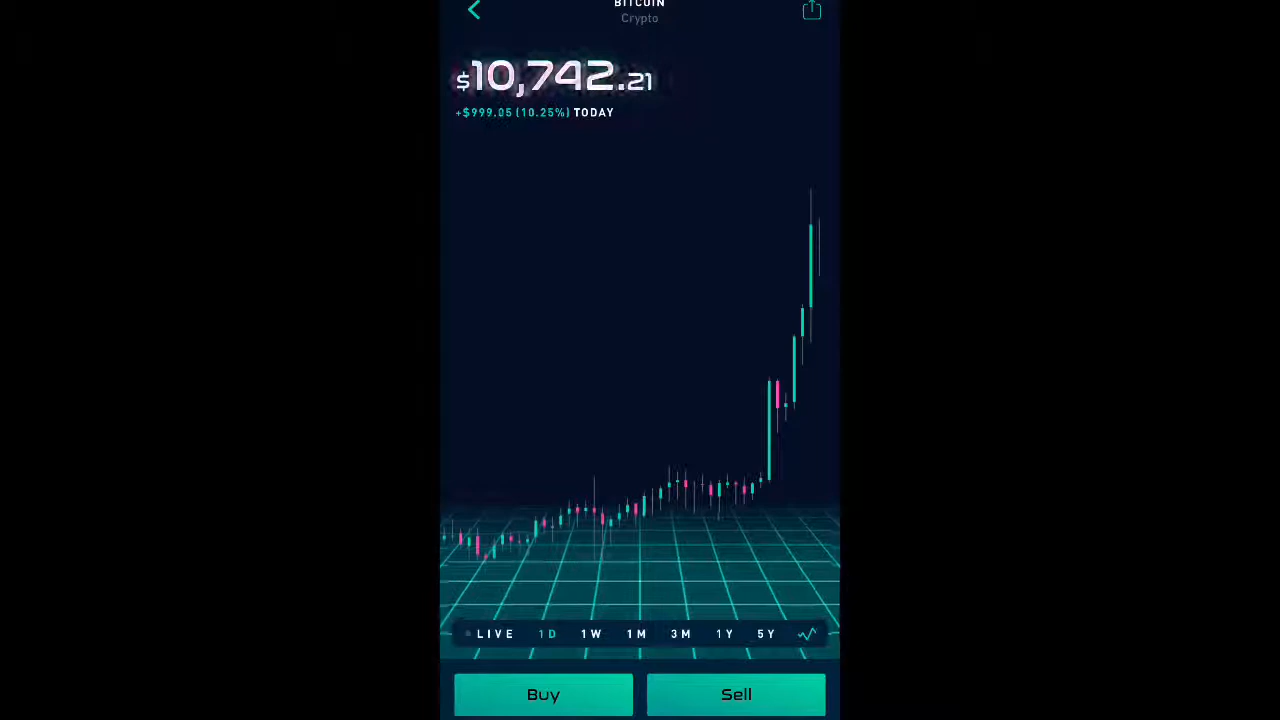 BITCOIN
Crypto
$10,742.21
+$999.05 (10.25%) TODAY
LIVE 1D 1W 1M 3M 1Y 5Y
Buy Sell